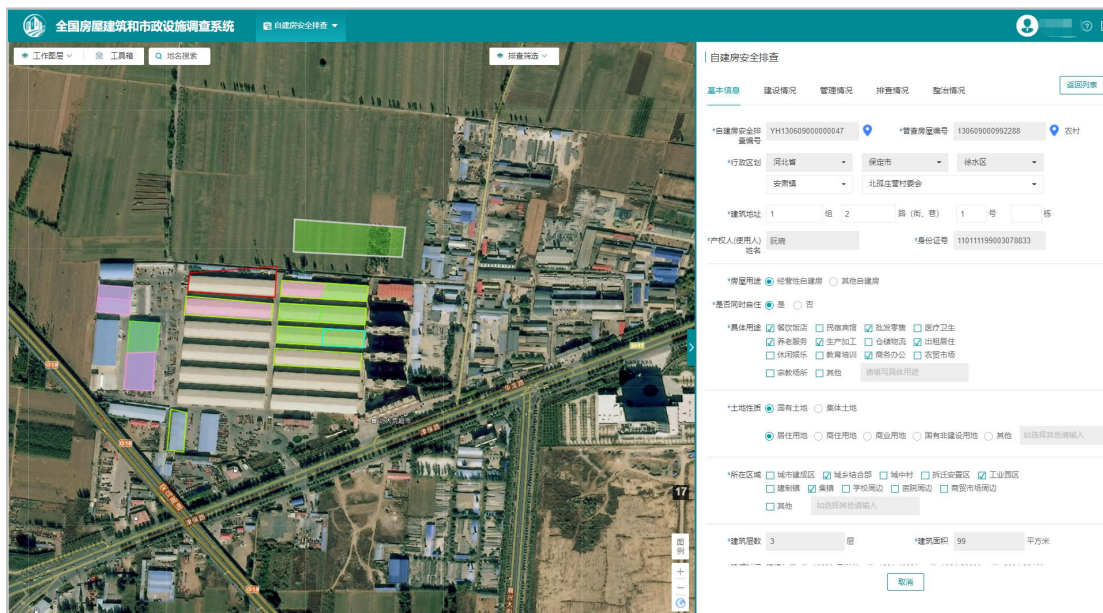 全国房屋建筑和市政设施调查系统
自建房安全排查
工作图层
工具箱
地名搜索
排查筛选
自建房安全排查
基本信息 建设情况 管理情况 排查情况 整治情况
返回列表
*自建房安全排查编号 YH130609000000047 *普查房屋编号 130609000992288 农村
*行政区划 河北省 保定市 徐水区
安肃镇 北孤庄营村委会
*建筑地址 1 组 2 路（街、巷） 1 号 栋
*产权人(使用人)姓名 阮晓 *身份证号 110111199003078833
*房屋用途 经营性自建房 其他自建房
*是否同时自住 是 否
*具体用途 餐饮饭店 民宿宾馆 批发零售 医疗卫生
养老服务 生产加工 仓储物流 出租居住
休闲娱乐 教育培训 商务办公 农贸市场
宗教场所 其他 请填写具体用途
*土地性质 国有土地 集体土地
居住用地 商住用地 商业用地 国有非建设用地 其他 如选择其他请输入
*所在区域 城市建成区 城乡结合部 城中村 拆迁安置区 工业园区
建制镇 集镇 学校周边 医院周边 商贸市场周边
其他 如选择其他请输入
*建筑层数 3 层 *建筑面积 99 平方米
取消
G18
G18
G18
津保路
17
图例